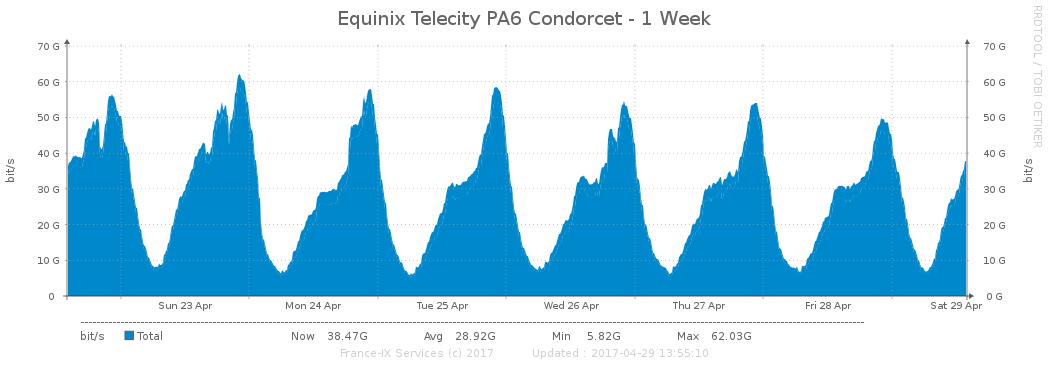 Equinix Telecity PA6 Condorcet - 1 Week
RRDTOOL / TOBI OETIKER
bit/s
70 G 70 G
60 G 60 G
50 G 50 G
40 G 40 G
30 G 30 G
20 G 20 G
10 G 10 G
0 0 G
bit/s
Sun 23 Apr Mon 24 Apr Tue 25 Apr Wed 26 Apr Thu 27 Apr Fri 28 Apr Sat 29 Apr
bit/s Total Now 38.47G Avg 28.92G Min 5.82G Max 62.03G
France-IX Services (c) 2017 Updated : 2017-04-29 13:55:10